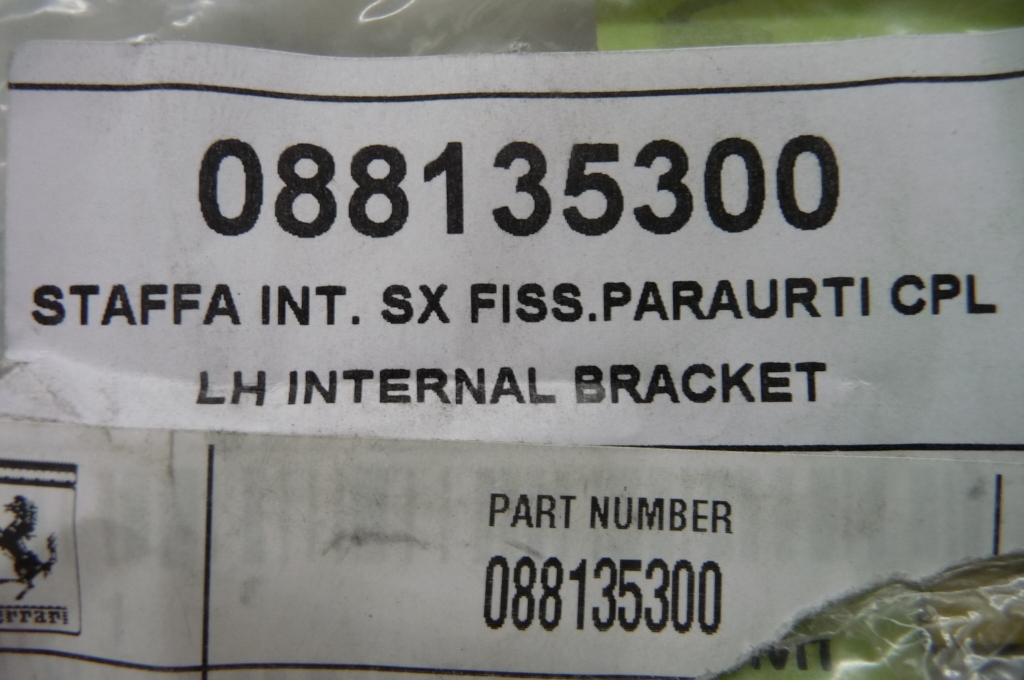 088135300
STAFFA INT. SX FISS.PARAURTI CPL
LH INTERNAL BRACKET
PART NUMBER
088135300